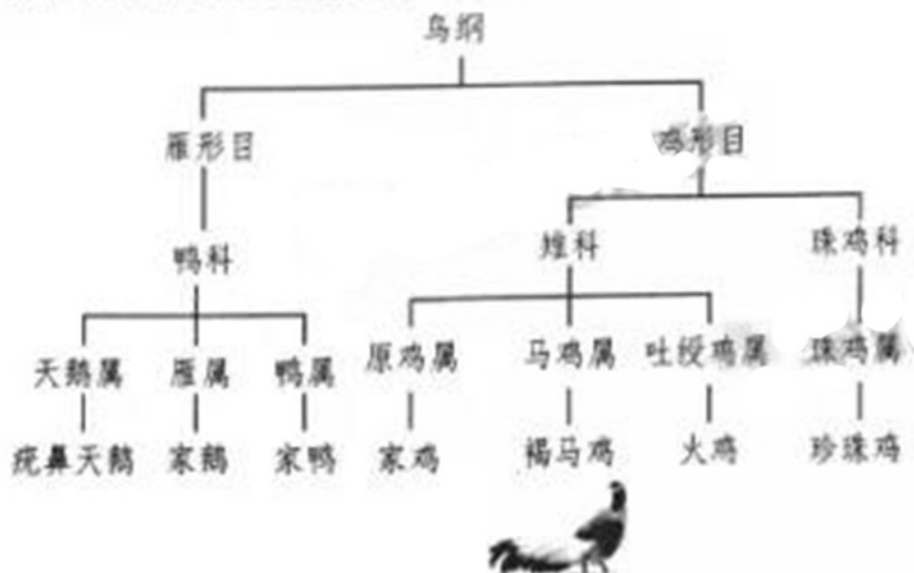 鸟纲
雁形目 鸡形目
鸭科 雉科 珠鸡科
天鹅属 雁属 鸭属 原鸡属 马鸡属 吐绶鸡属 珠鸡属
疣鼻天鹅 家鹅 家鸭 家鸡 褐马鸡 火鸡 珍珠鸡